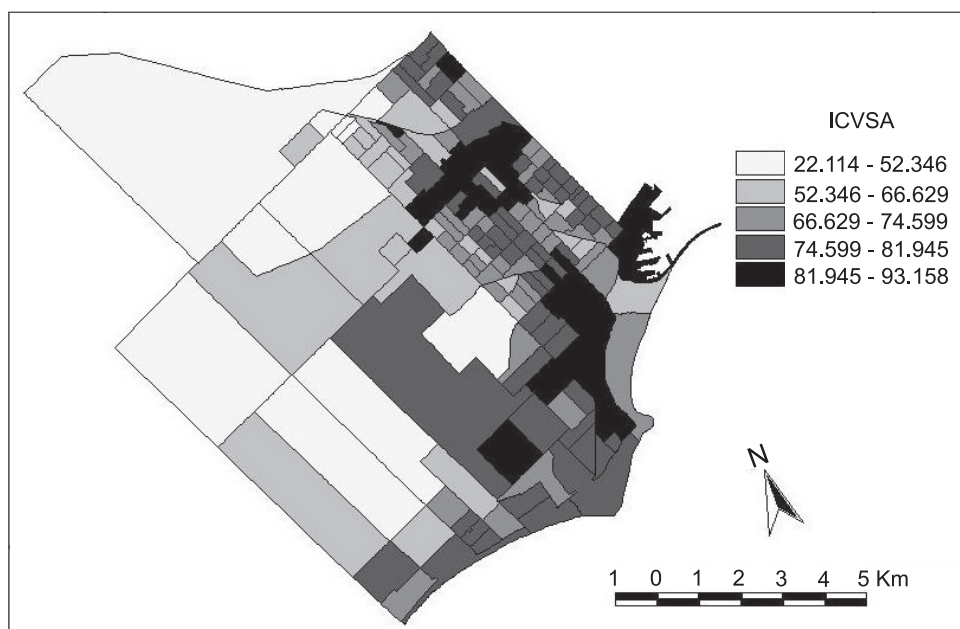 ICVSA
22.114 - 52.346
52.346 - 66.629
66.629 - 74.599
74.599 - 81.945
81.945 - 93.158
N
1 0 1 2 3 4 5 Km